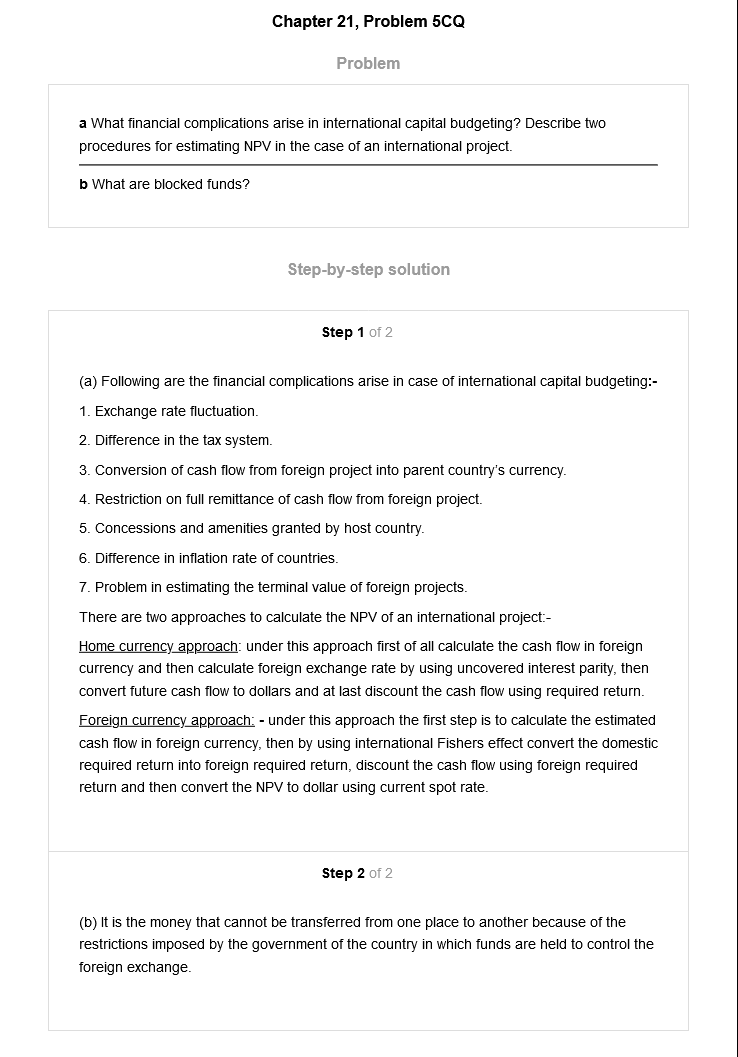 Chapter 21, Problem 5CQ
Problem
a What financial complications arise in international capital budgeting? Describe two
procedures for estimating NPV in the case of an international project.
b What are blocked funds?
Step-by-step solution
Step 1 of 2
(a) Following are the financial complications arise in case of international capital budgeting:-
1. Exchange rate fluctuation.
2. Difference in the tax system.
3. Conversion of cash flow from foreign project into parent country's currency.
4. Restriction on full remittance of cash flow from foreign project.
5. Concessions and amenities granted by host country.
6. Difference in inflation rate of countries.
7. Problem in estimating the terminal value of foreign projects.
There are two approaches to calculate the NPV of an international project:-
Home currency approach: under this approach first of all calculate the cash flow in foreign
currency and then calculate foreign exchange rate by using uncovered interest parity, then
convert future cash flow to dollars and at last discount the cash flow using required return.
Foreign currency approach: - under this approach the first step is to calculate the estimated
cash flow in foreign currency, then by using international Fishers effect convert the domestic
required return into foreign required return, discount the cash flow using foreign required
return and then convert the NPV to dollar using current spot rate.
Step 2 of 2
(b) It is the money that cannot be transferred from one place to another because of the
restrictions imposed by the government of the country in which funds are held to control the
foreign exchange.